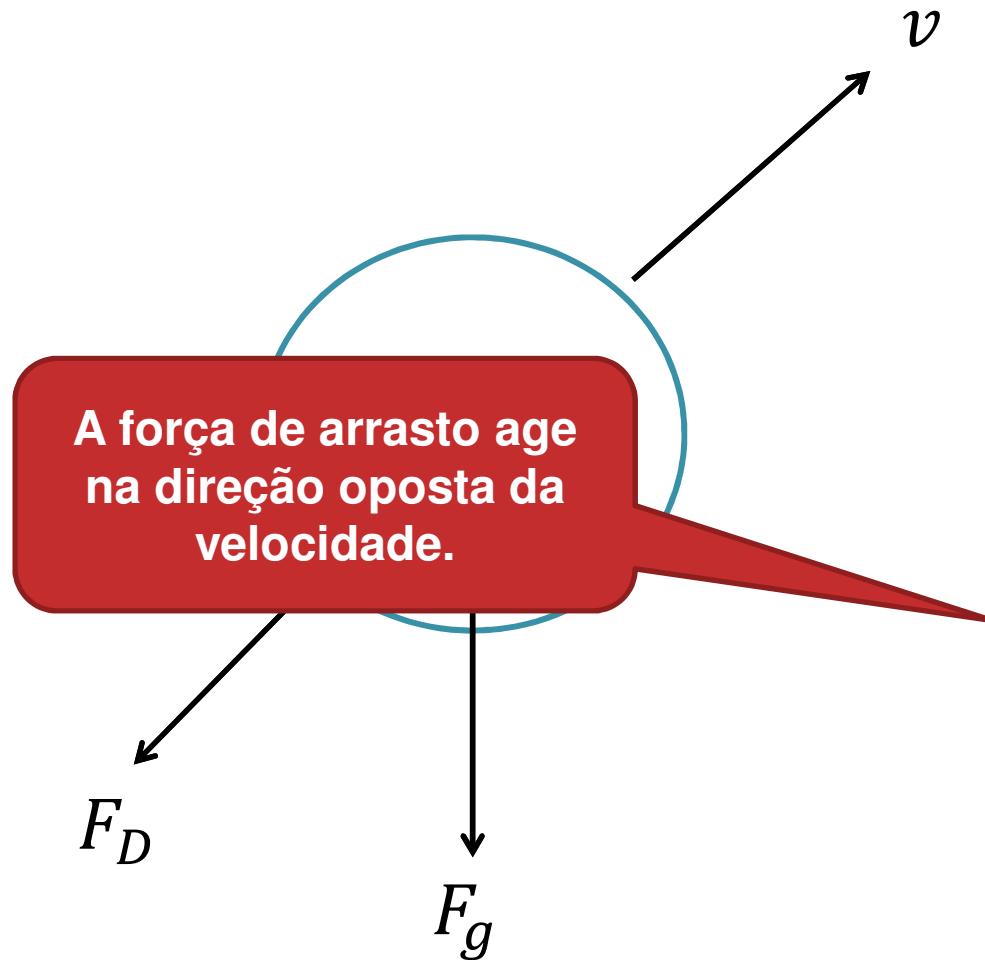 v
A força de arrasto age
na direção oposta da
velocidade.
F_D
F_g